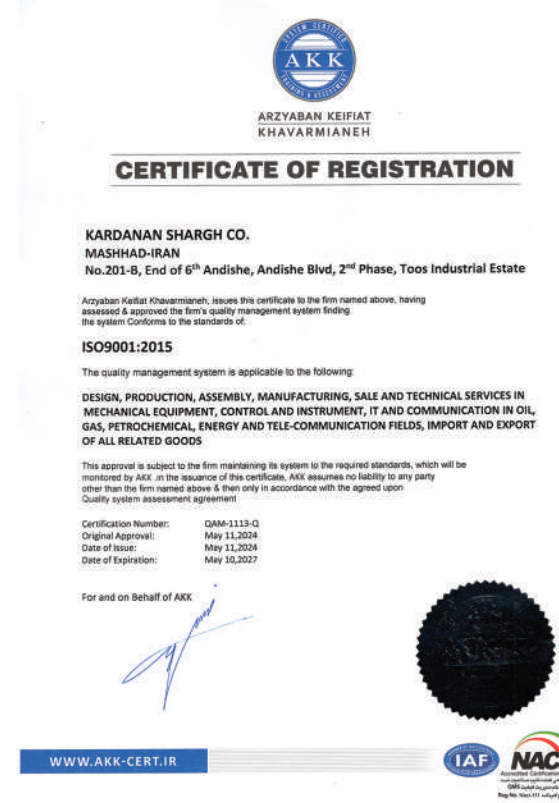 SYSTEM CERTIFIED
AKK
TRAINING & ASSESSMENT
ARZYABAN KEIFIAT
KHAVARMIANEH
CERTIFICATE OF REGISTRATION
KARDANAN SHARGH CO.
MASHHAD-IRAN
No.201-B, End of 6th Andishe, Andishe Blvd, 2nd Phase, Toos Industrial Estate
Arzyaban Keifiat Khavarmianeh, issues this certificate to the firm named above, having
assessed & approved the firm's quality management system finding
the system Conforms to the standards of:
ISO9001:2015
The quality management system is applicable to the following:
DESIGN, PRODUCTION, ASSEMBLY, MANUFACTURING, SALE AND TECHNICAL SERVICES IN
MECHANICAL EQUIPMENT, CONTROL AND INSTRUMENT, IT AND COMMUNICATION IN OIL,
GAS, PETROCHEMICAL, ENERGY AND TELE-COMMUNICATION FIELDS, IMPORT AND EXPORT
OF ALL RELATED GOODS
This approval is subject to the firm maintaining its system to the required standards, which will be
monitored by AKK .in the issuance of this certificate, AKK assumes no liability to any party
other than the firm named above & then only in accordance with the agreed upon
Quality system assessment agreement
Certification Number: QAM-1113-Q
Original Approval: May 11,2024
Date of Issue: May 11,2024
Date of Expiration: May 10,2027
For and on Behalf of AKK
WWW.AKK-CERT.IR
IAF
NAC
Accredited Certification
QMS